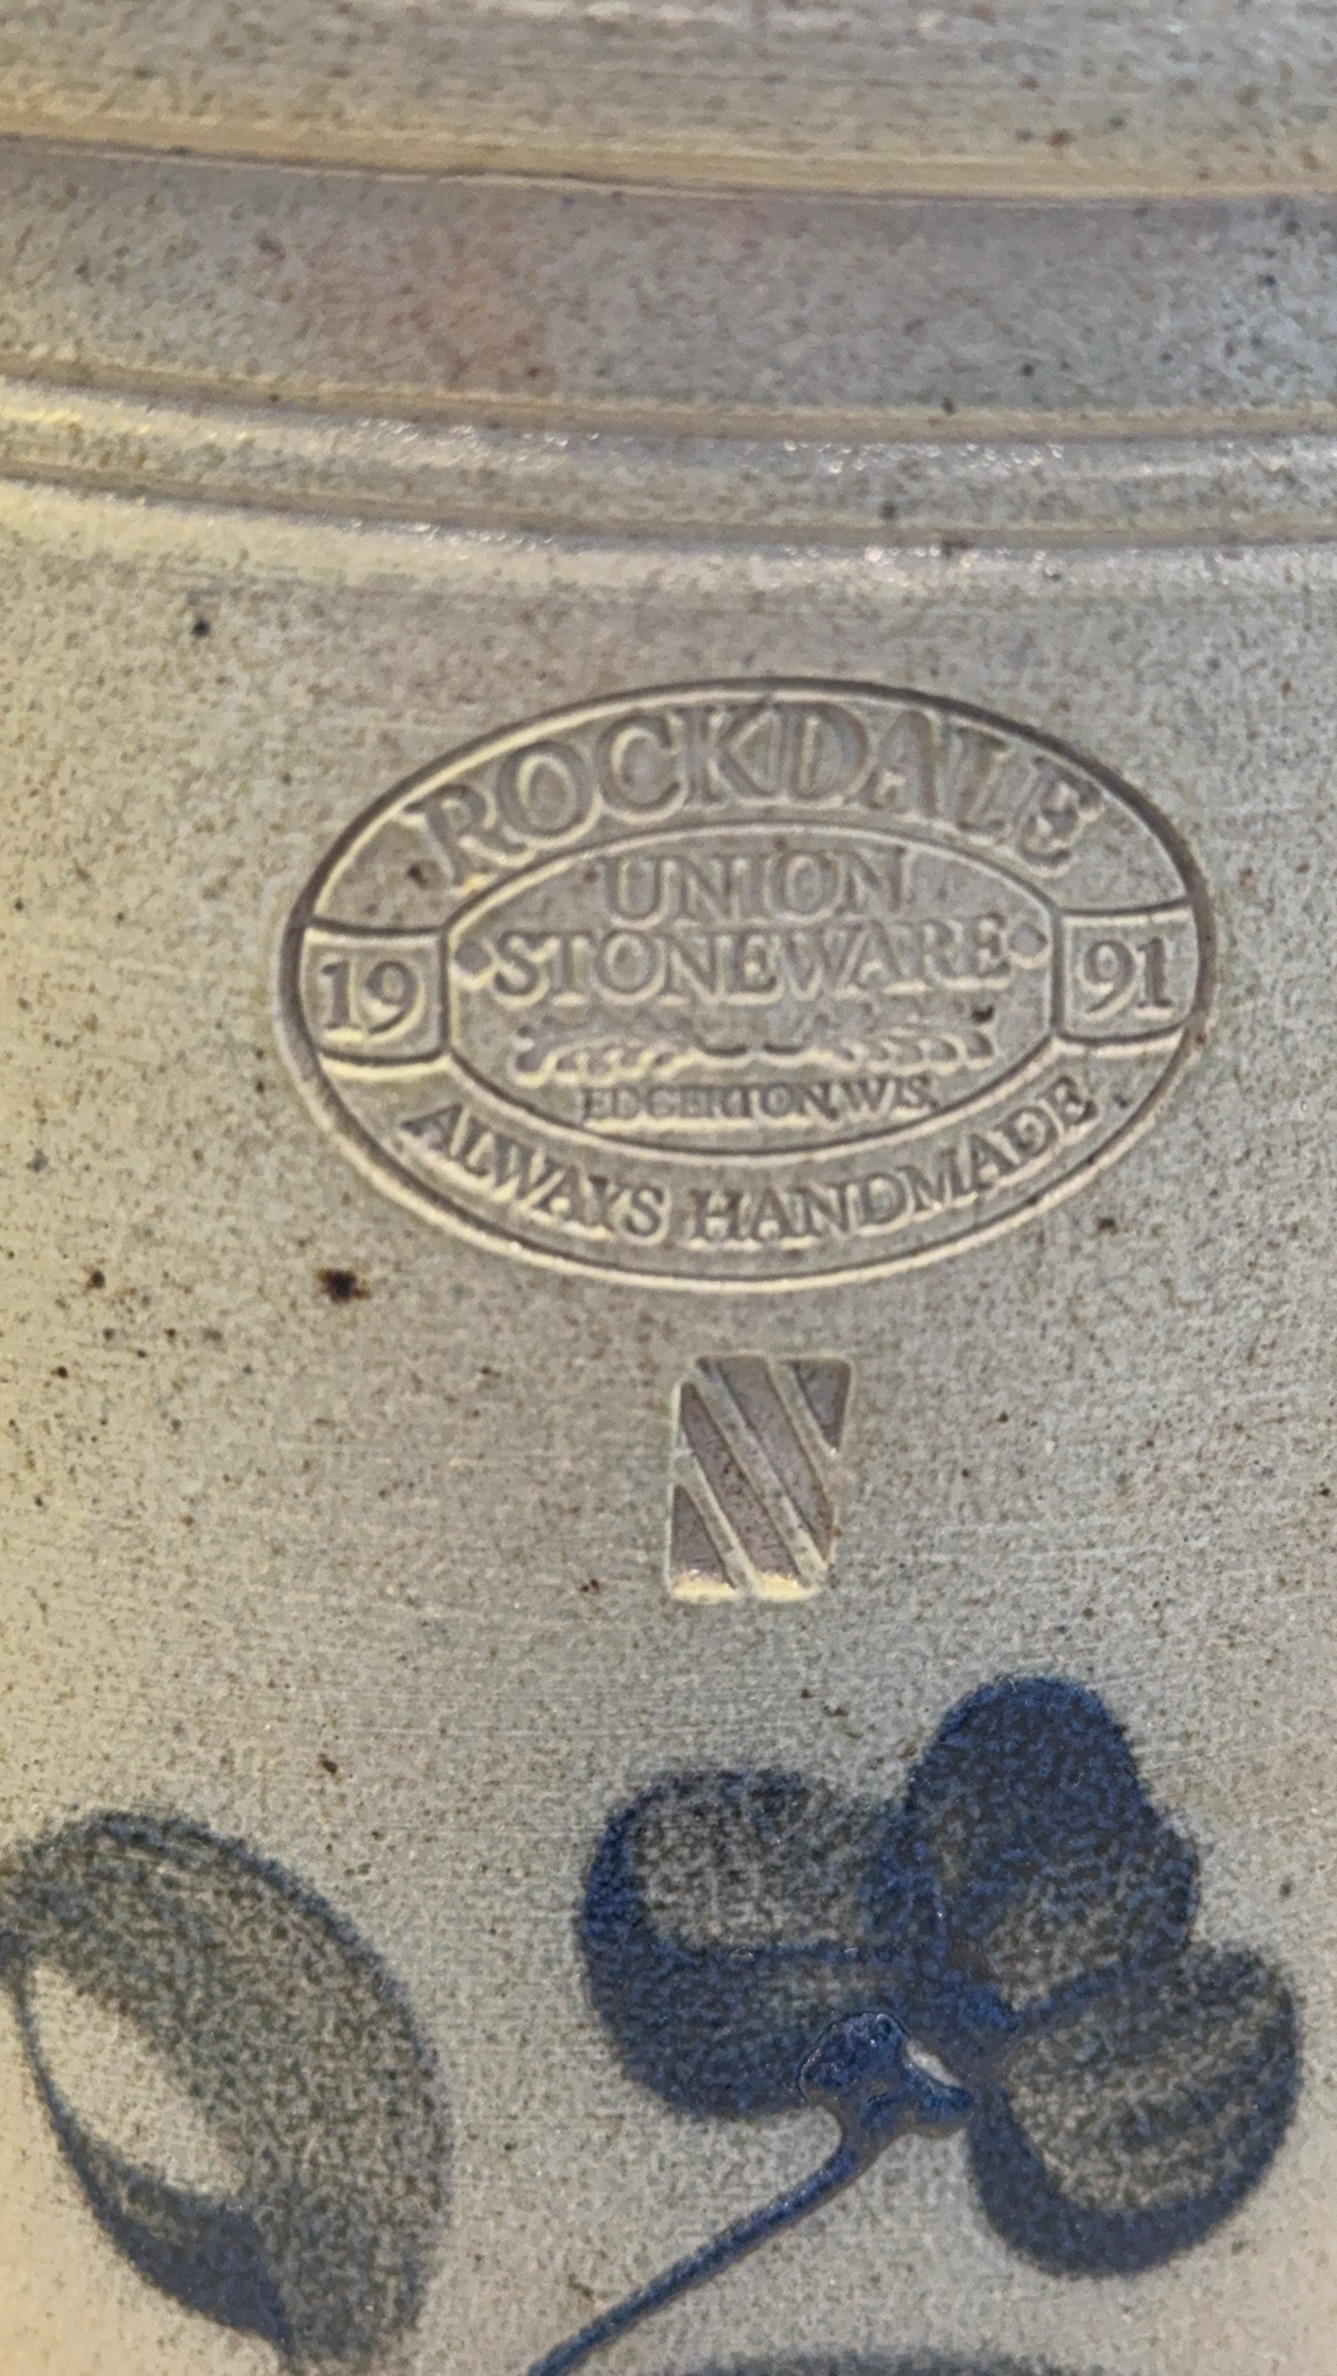 ROCKDALE
UNION
STONEWARE
19 91
EDGERTON, WIS.
ALWAYS HANDMADE